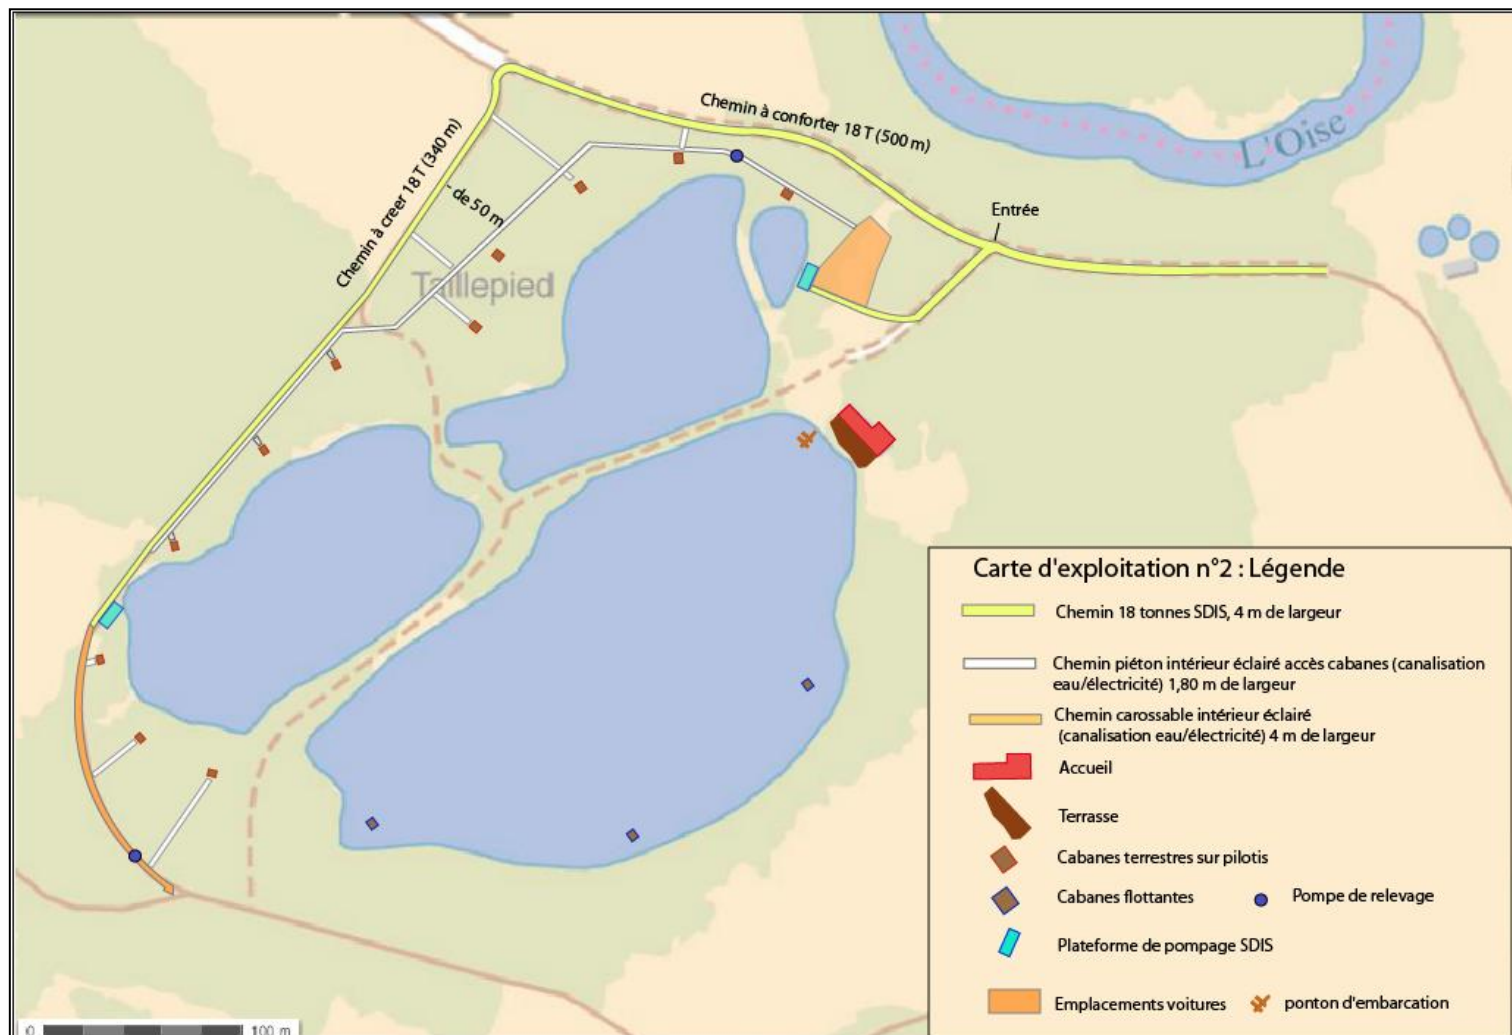 Chemin à conforter 18 T (500 m)
L'Oise
Chemin à creer 18 T (340 m)
- de 50 m
Entrée
Taillepied
Carte d'exploitation n°2 : Légende
Chemin 18 tonnes SDIS, 4 m de largeur
Chemin piéton intérieur éclairé accès cabanes (canalisation
eau/électricité) 1,80 m de largeur
Chemin carossable intérieur éclairé
(canalisation eau/électricité) 4 m de largeur
Accueil
Terrasse
Cabanes terrestres sur pilotis
Cabanes flottantes
Pompe de relevage
Plateforme de pompage SDIS
Emplacements voitures
ponton d'embarcation
0 100 m